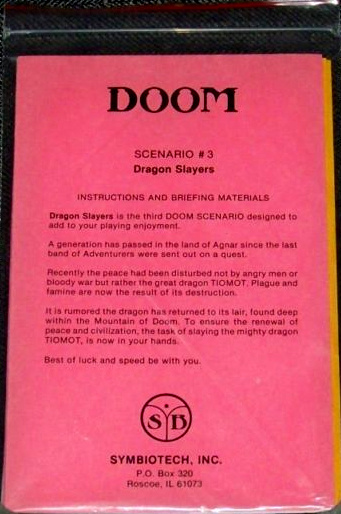 DOOM
SCENARIO # 3
Dragon Slayers
INSTRUCTIONS AND BRIEFING MATERIALS
Dragon Slayers is the third DOOM SCENARIO designed to
add to your playing enjoyment.
A generation has passed in the land of Agnar since the last
band of Adventurers were sent out on a quest.
Recently the peace had been disturbed not by angry men or
bloody war but rather the great dragon TIOMOT. Plague and
famine are now the result of its destruction.
It is rumored the dragon has returned to its lair, found deep
within the Mountain of Doom. To ensure the renewal of
peace and civilization, the task of slaying the mighty dragon
TIOMOT, is now in your hands.
Best of luck and speed be with you.
SYMBIOTECH, INC.
P.O. Box 320
Roscoe, IL 61073